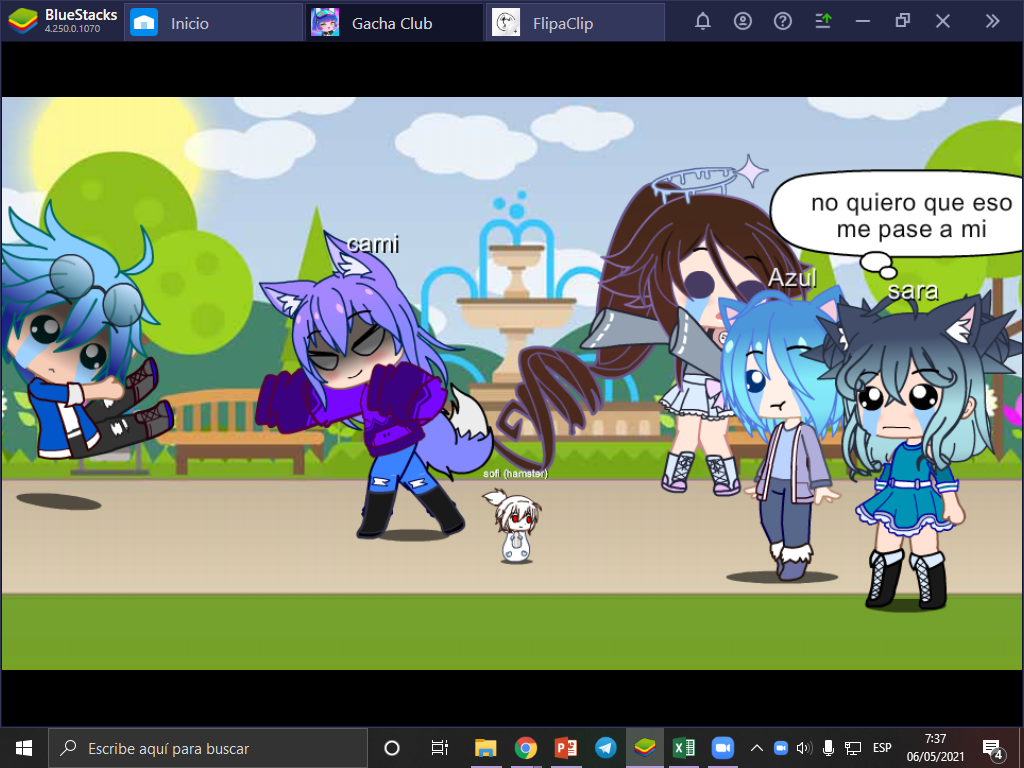 BlueStacks
4.250.0.1070
Inicio
Gacha Club
FlipaClip
no quiero que eso
me pase a mi
cami
Azul
sara
sofi (hamster)
Escribe aquí para buscar
ESP
7:37
06/05/2021
4